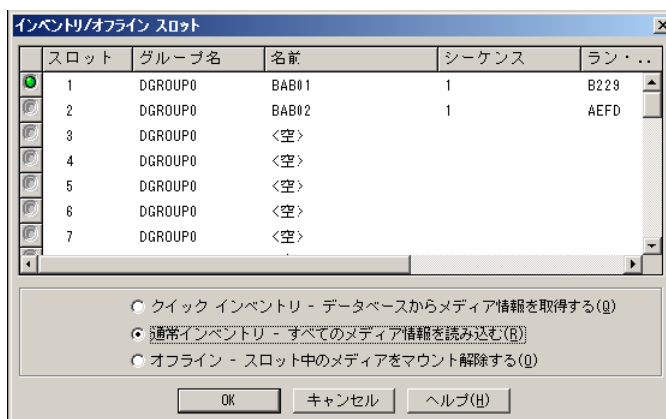 インベントリ/オフライン スロット
スロット グループ名 名前 シーケンス ラン・..
1 DGROUP0 BAB01 1 B229
2 DGROUP0 BAB02 1 AEFD
3 DGROUP0 <空>
4 DGROUP0 <空>
5 DGROUP0 <空>
6 DGROUP0 <空>
7 DGROUP0 <空>
クイック インベントリ - データベースからメディア情報を取得する(Q)
通常インベントリ - すべてのメディア情報を読み込む(R)
オフライン - スロット中のメディアをマウント解除する(O)
OK キャンセル ヘルプ(H)